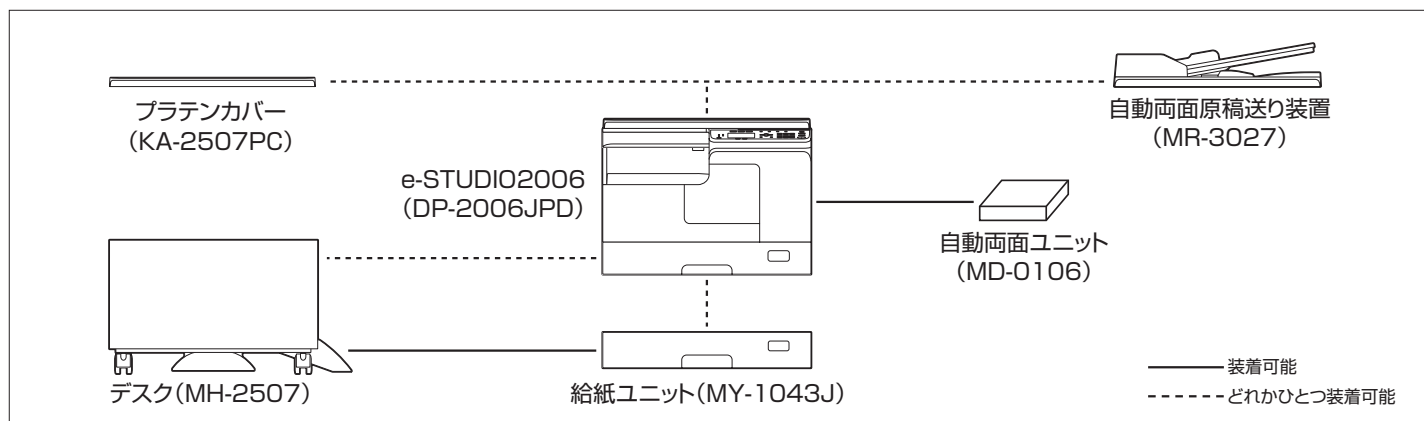 プラテンカバー
(KA-2507PC)
自動両面原稿送り装置
(MR-3027)
e-STUDIO2006
(DP-2006JPD)
自動両面ユニット
(MD-0106)
デスク(MH-2507)
給紙ユニット(MY-1043J)
装着可能
どれかひとつ装着可能